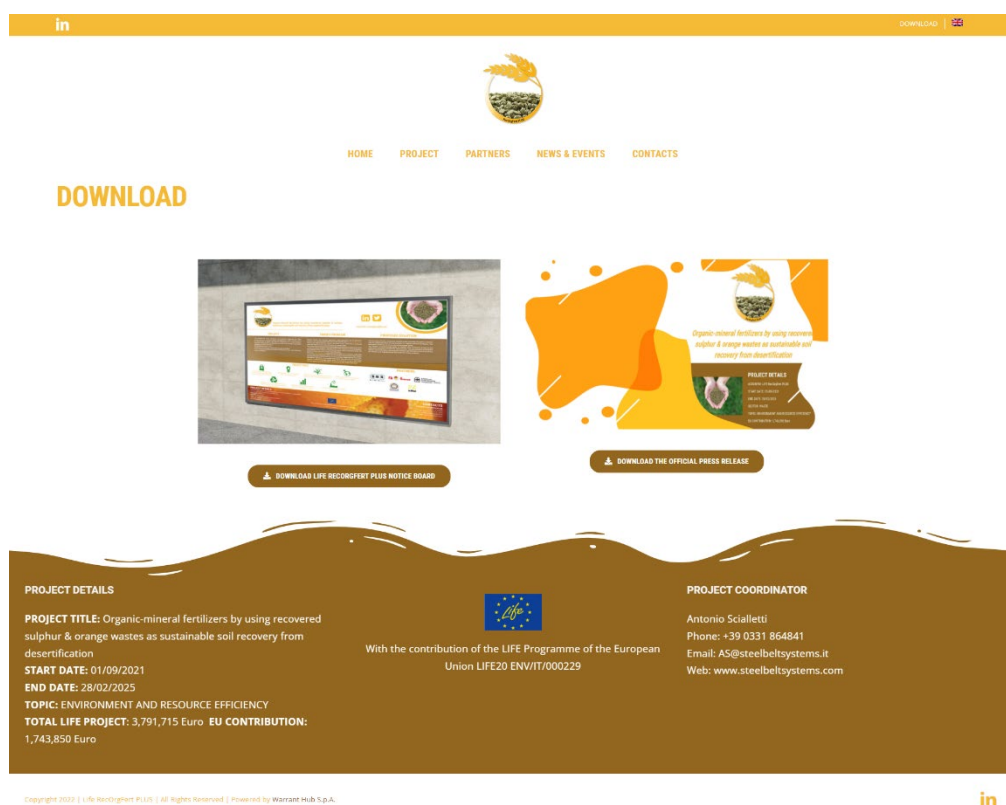 in
DOWNLOAD
HOME PROJECT PARTNERS NEWS & EVENTS CONTACTS
DOWNLOAD
Organic-mineral fertilizers by using recovered
sulphur & orange wastes as sustainable soil
recovery from desertification
PROJECT DETAILS
DOWNLOAD LIFE RECORGFERT PLUS NOTICE BOARD
DOWNLOAD THE OFFICIAL PRESS RELEASE
PROJECT DETAILS
PROJECT TITLE: Organic-mineral fertilizers by using recovered
sulphur & orange wastes as sustainable soil recovery from
desertification
START DATE: 01/09/2021
END DATE: 28/02/2025
TOPIC: ENVIRONMENT AND RESOURCE EFFICIENCY
TOTAL LIFE PROJECT: 3,791,715 Euro EU CONTRIBUTION:
1,743,850 Euro
Life
With the contribution of the LIFE Programme of the European
Union LIFE20 ENV/IT/000229
PROJECT COORDINATOR
Antonio Scialletti
Phone: +39 0331 864841
Email: AS@steelbeltsystems.it
Web: www.steelbeltsystems.com
Copyright 2022 | Life RecOrgFert PLUS | All Rights Reserved | Powered by Warrant Hub S.p.A.
in